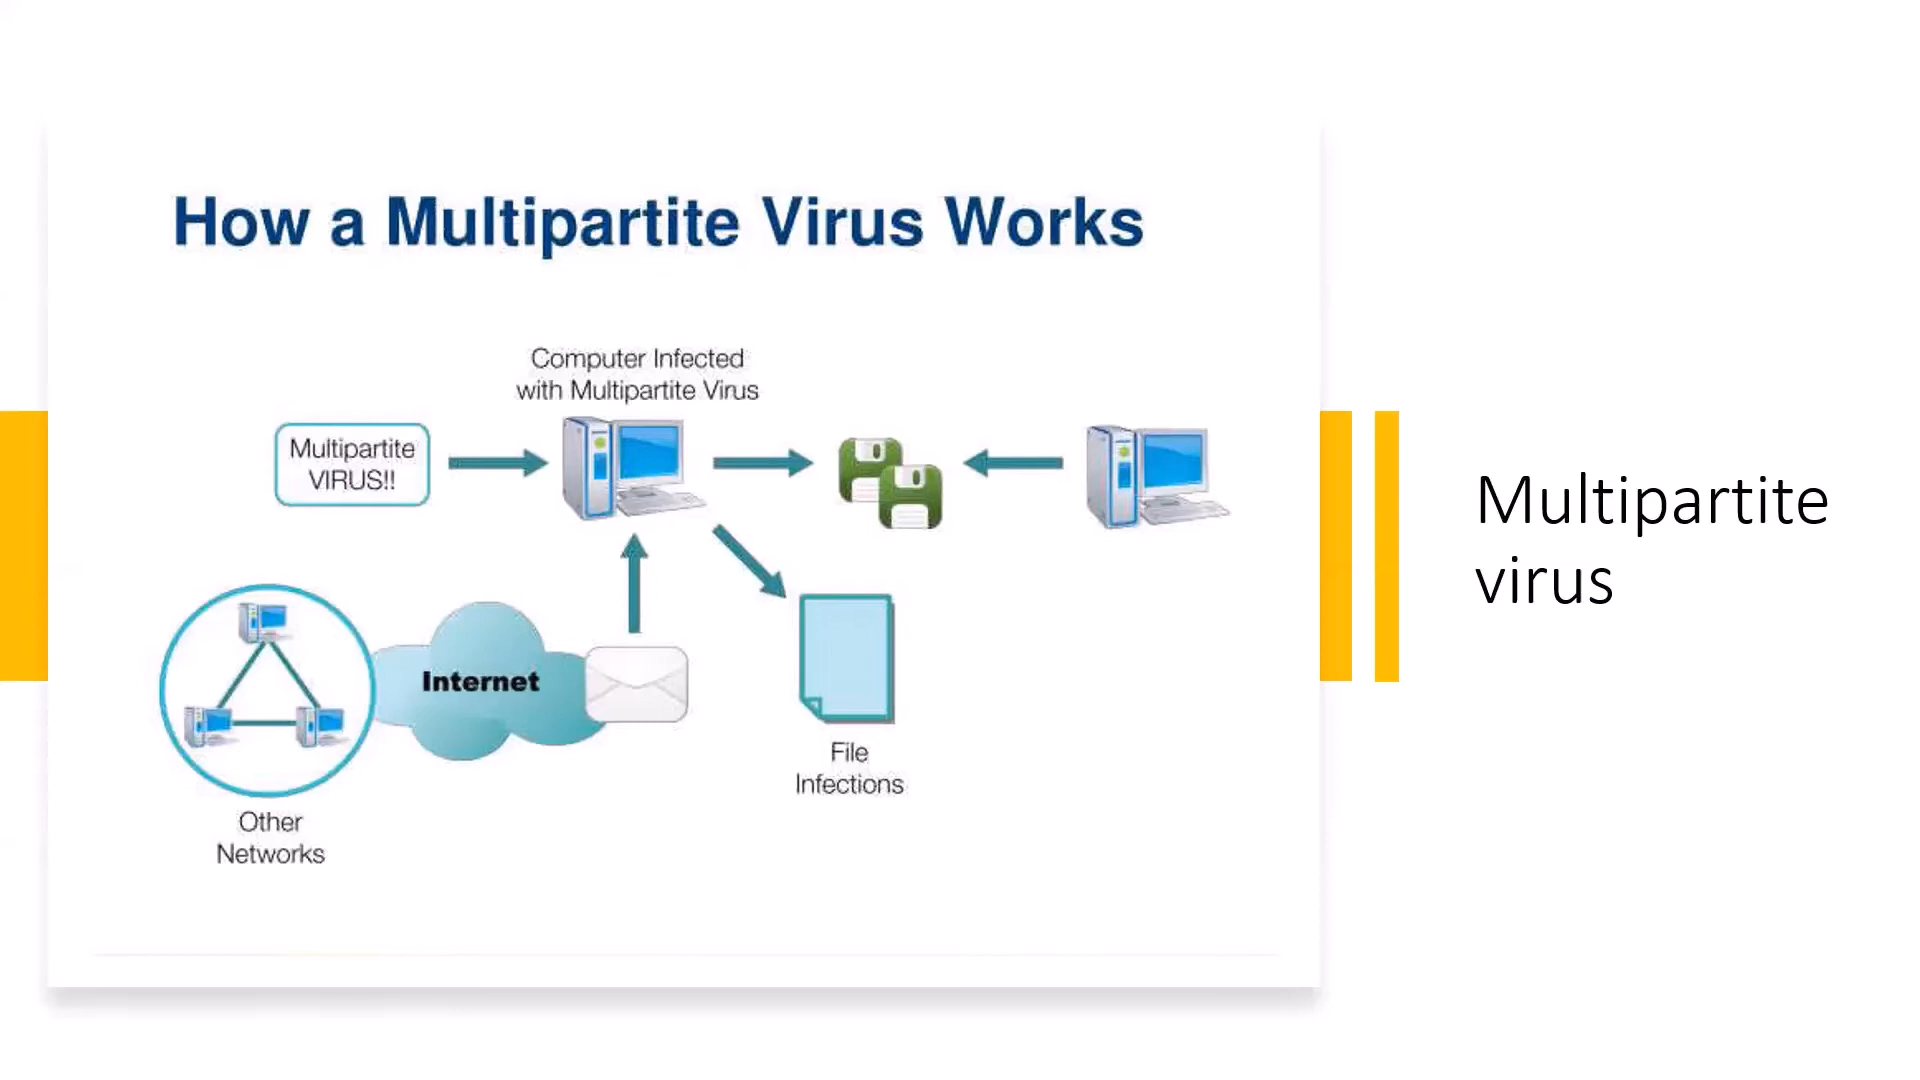 How a Multipartite Virus Works
Computer Infected
with Multipartite Virus
Multipartite
VIRUS!!
Internet
File
Infections
Other
Networks
Multipartite
virus